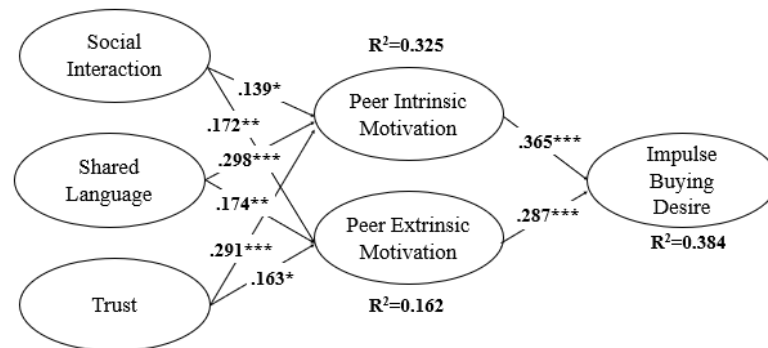 Social
Interaction
R²=0.325
.139*
Peer Intrinsic
Motivation
.172**
.298***
.365***
Shared
Language
Impulse
Buying
Desire
.174**
.287***
Peer Extrinsic
Motivation
R²=0.384
.291***
.163*
Trust
R²=0.162